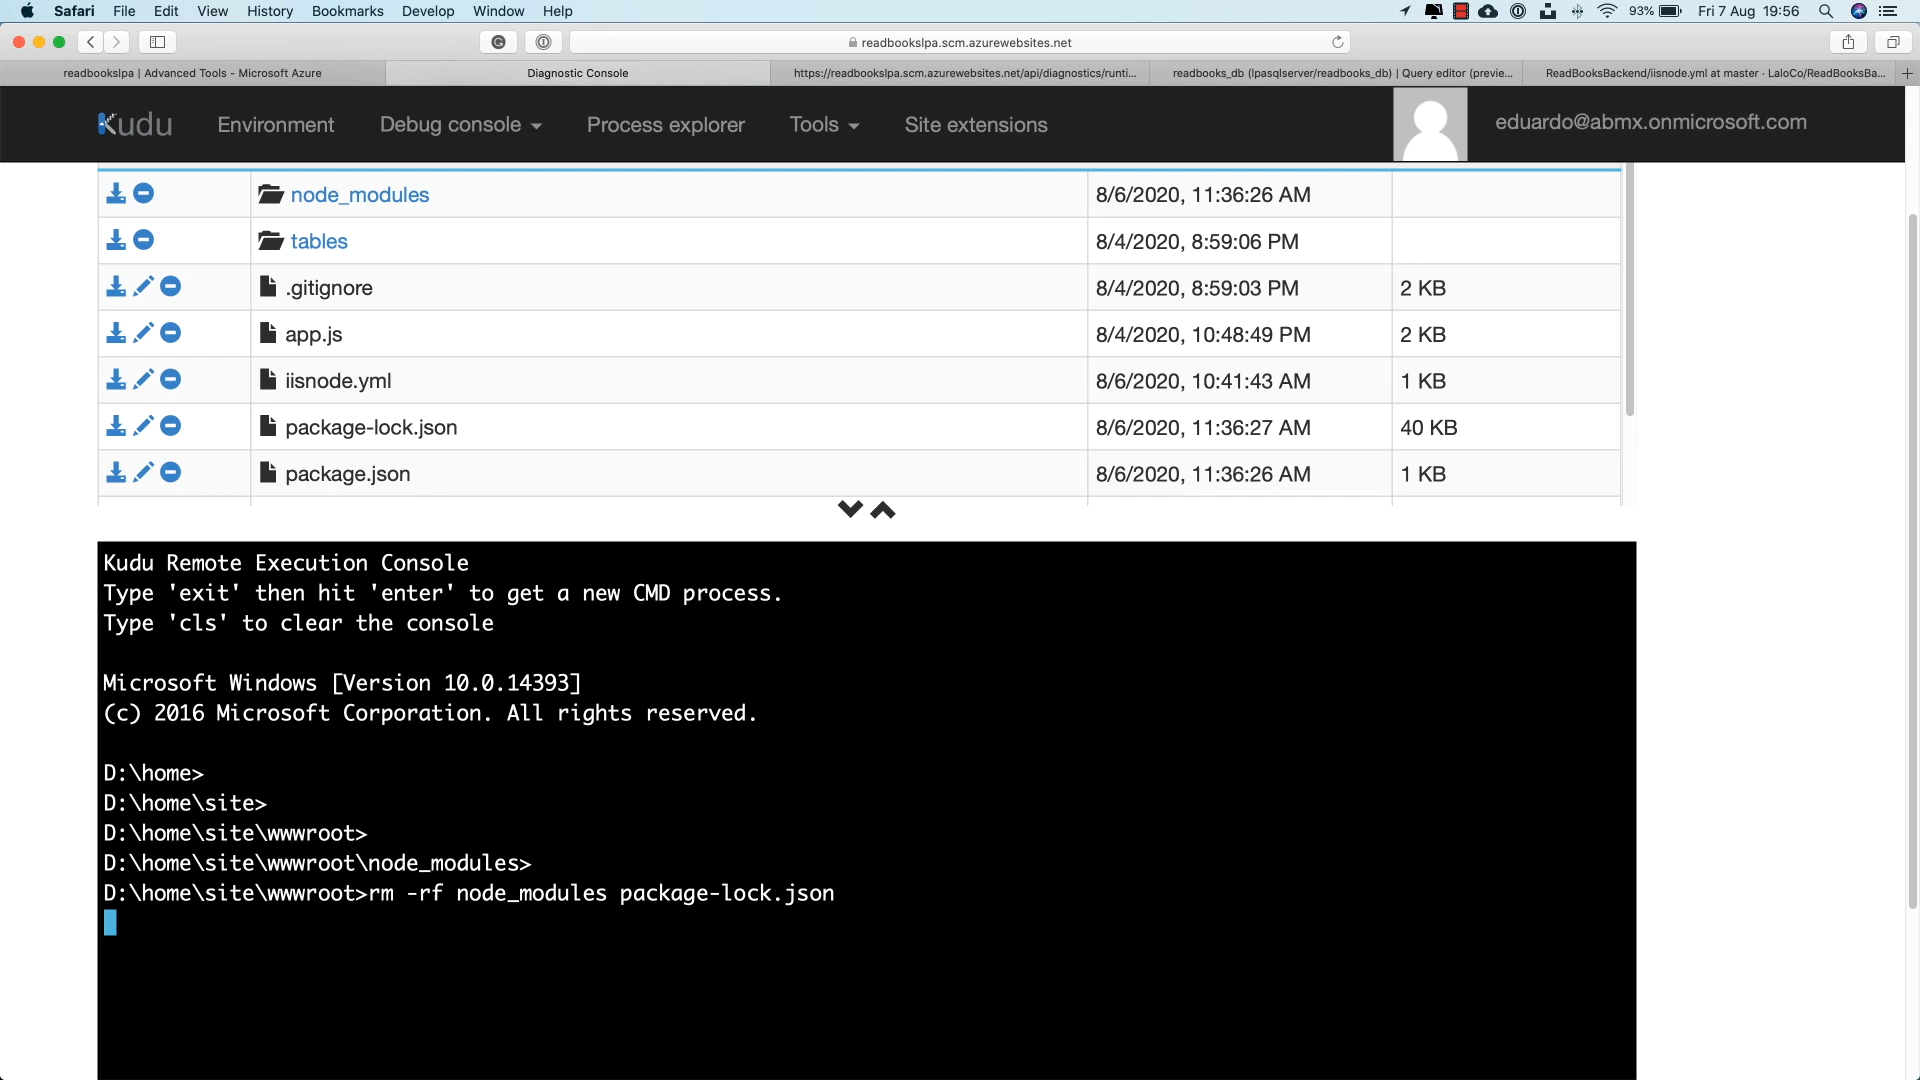 Safari File Edit View History Bookmarks Develop Window Help 93% Fri 7 Aug 19:56
readbookslpa.scm.azurewebsites.net
readbookslpa | Advanced Tools - Microsoft Azure
Diagnostic Console
https://readbookslpa.scm.azurewebsites.net/api/diagnostics/runti...
readbooks_db (lpasqlserver/readbooks_db) | Query editor (previe...
ReadBooksBackend/iisnode.yml at master · LaloCo/ReadBooksBa...
Kudu Environment Debug console Process explorer Tools Site extensions eduardo@abmx.onmicrosoft.com
node_modules 8/6/2020, 11:36:26 AM
tables 8/4/2020, 8:59:06 PM
.gitignore 8/4/2020, 8:59:03 PM 2 KB
app.js 8/4/2020, 10:48:49 PM 2 KB
iisnode.yml 8/6/2020, 10:41:43 AM 1 KB
package-lock.json 8/6/2020, 11:36:27 AM 40 KB
package.json 8/6/2020, 11:36:26 AM 1 KB
Kudu Remote Execution Console
Type 'exit' then hit 'enter' to get a new CMD process.
Type 'cls' to clear the console
Microsoft Windows [Version 10.0.14393]
(c) 2016 Microsoft Corporation. All rights reserved.
D:\home>
D:\home\site>
D:\home\site\wwwroot>
D:\home\site\wwwroot\node_modules>
D:\home\site\wwwroot>rm -rf node_modules package-lock.json